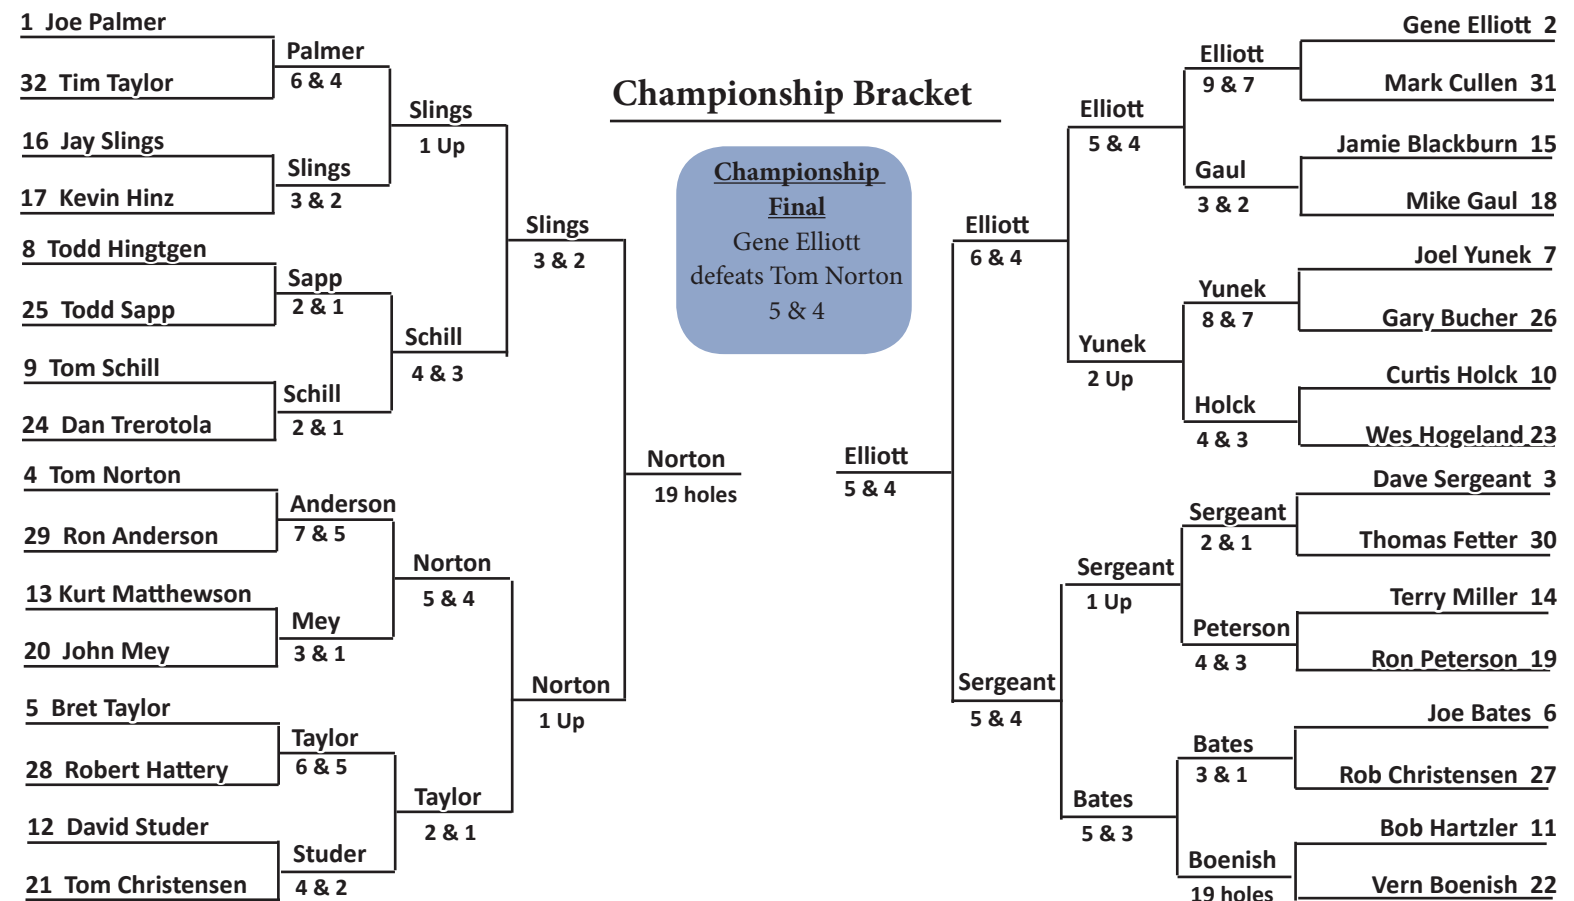 1 Joe Palmer
32 Tim Taylor
16 Jay Slings
17 Kevin Hinz
8 Todd Hingtgen
25 Todd Sapp
9 Tom Schill
24 Dan Trerotola
4 Tom Norton
29 Ron Anderson
13 Kurt Matthewson
20 John Mey
5 Bret Taylor
28 Robert Hattery
12 David Studer
21 Tom Christensen
Palmer
6 & 4
Slings
3 & 2
Sapp
2 & 1
Schill
2 & 1
Anderson
7 & 5
Mey
3 & 1
Taylor
6 & 5
Studer
4 & 2
Slings
1 Up
Schill
4 & 3
Norton
5 & 4
Taylor
2 & 1
Slings
3 & 2
Norton
1 Up
Norton
19 holes
Championship Bracket
Championship
Final
Gene Elliott
defeats Tom Norton
5 & 4
Elliott
5 & 4
Elliott
6 & 4
Sergeant
5 & 4
Elliott
5 & 4
Yunek
2 Up
Sergeant
1 Up
Bates
5 & 3
Elliott
9 & 7
Gaul
3 & 2
Yunek
8 & 7
Holck
4 & 3
Sergeant
2 & 1
Peterson
4 & 3
Bates
3 & 1
Boenish
19 holes
Gene Elliott 2
Mark Cullen 31
Jamie Blackburn 15
Mike Gaul 18
Joel Yunek 7
Gary Bucher 26
Curtis Holck 10
Wes Hogeland 23
Dave Sergeant 3
Thomas Fetter 30
Terry Miller 14
Ron Peterson 19
Joe Bates 6
Rob Christensen 27
Bob Hartzler 11
Vern Boenish 22